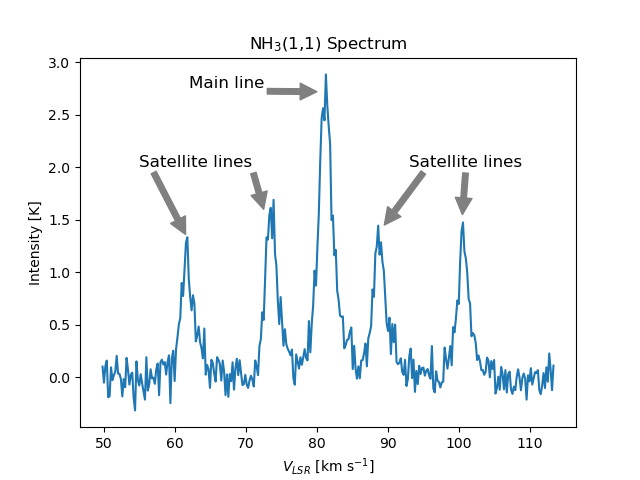 NH₃(1,1) Spectrum
3.0
Main line
2.5
Satellite lines Satellite lines
2.0
1.5
1.0
0.5
0.0
Intensity [K]
50 60 70 80 90 100 110
V_LSR [km s⁻¹]